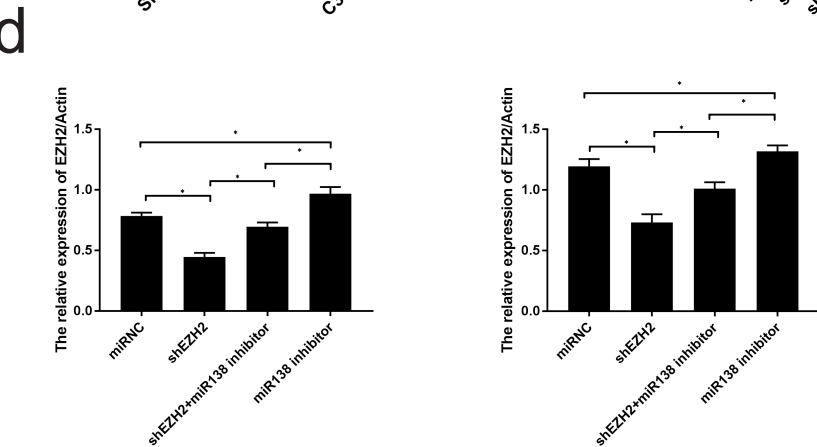 d
The relative expression of EZH2/Actin
1.5
1.0
0.5
0.0
* * * *
miRNC
shEZH2
shEZH2+miR138 inhibitor
miR138 inhibitor
The relative expression of EZH2/Actin
1.5
1.0
0.5
0.0
* * * *
miRNC
shEZH2
shEZH2+miR138 inhibitor
miR138 inhibitor